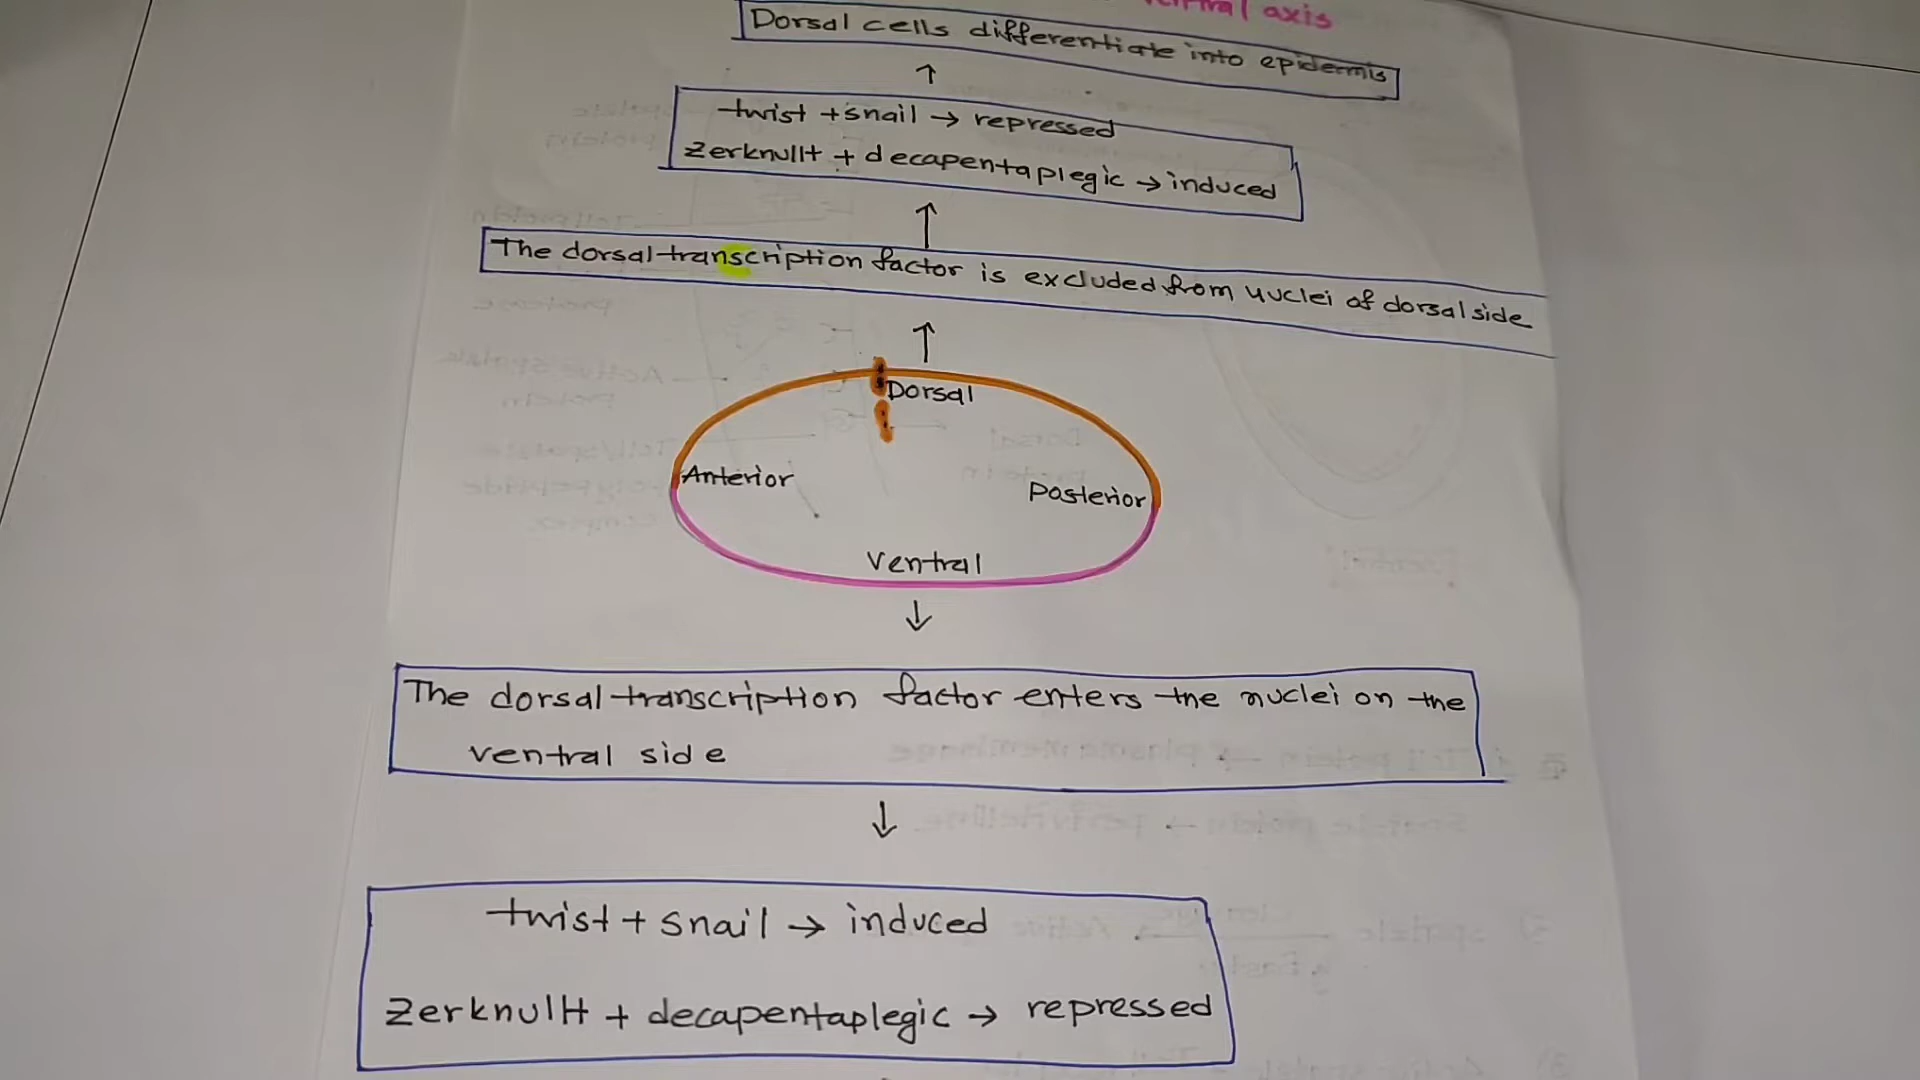 axis
Dorsal cells differentiate into epidermis
↑
twist + snail → repressed
Zerknullt + decapentaplegic → induced
↑
The dorsal transcription factor is excluded from nuclei of dorsal side
↑
Dorsal
Anterior
Posterior
Ventral
↓
The dorsal transcription factor enters the nuclei on the
ventral side
↓
twist + snail → induced
Zerknullt + decapentaplegic → repressed